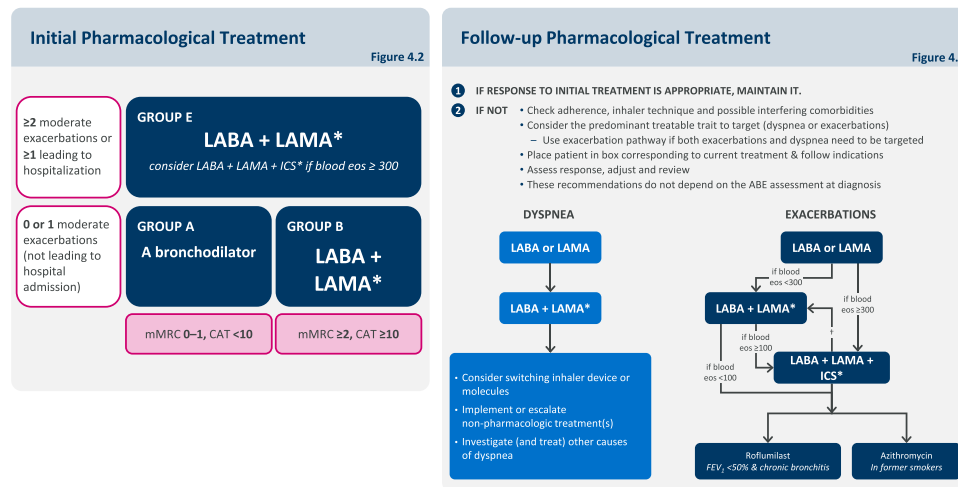 Initial Pharmacological Treatment
Figure 4.2
≥2 moderate
exacerbations or
≥1 leading to
hospitalization
GROUP E
LABA + LAMA*
consider LABA + LAMA + ICS* if blood eos ≥ 300
0 or 1 moderate
exacerbations
(not leading to
hospital
admission)
GROUP A
A bronchodilator
GROUP B
LABA +
LAMA*
mMRC 0–1, CAT <10
mMRC ≥2, CAT ≥10
Follow-up Pharmacological Treatment
Figure 4.
1 IF RESPONSE TO INITIAL TREATMENT IS APPROPRIATE, MAINTAIN IT.
2 IF NOT • Check adherence, inhaler technique and possible interfering comorbidities
• Consider the predominant treatable trait to target (dyspnea or exacerbations)
– Use exacerbation pathway if both exacerbations and dyspnea need to be targeted
• Place patient in box corresponding to current treatment & follow indications
• Assess response, adjust and review
• These recommendations do not depend on the ABE assessment at diagnosis
DYSPNEA
LABA or LAMA
LABA + LAMA*
• Consider switching inhaler device or
molecules
• Implement or escalate
non-pharmacologic treatment(s)
• Investigate (and treat) other causes
of dyspnea
EXACERBATIONS
LABA or LAMA
if blood
eos <300
LABA + LAMA*
if blood
eos ≥300
if blood
eos ≥100
†
if blood
eos <100
LABA + LAMA +
ICS*
Roflumilast
FEV1 <50% & chronic bronchitis
Azithromycin
In former smokers